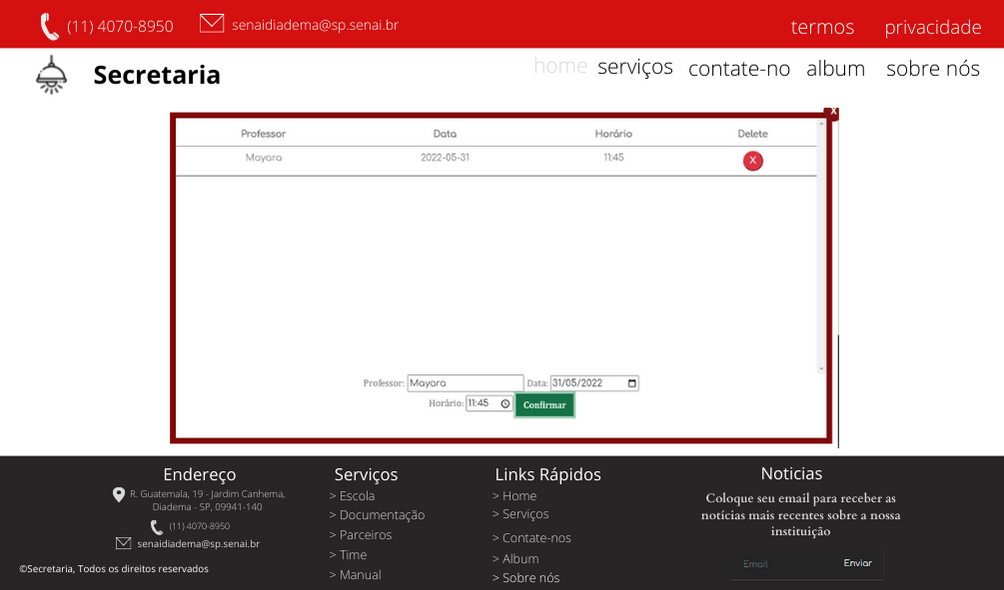 (11) 4070-8950 senaidiadema@sp.senai.br termos privacidade
Secretaria home serviços contate-no album sobre nós
X
Professor Data Horário Delete
Mayara 2022-05-31 11:45 X
Professor: Mayara Data: 31/05/2022
Horário: 11:45 Confirmar
Endereço
R. Guatemala, 19 - Jardim Canhema,
Diadema - SP, 09941-140
(11) 4070-8950
senaidiadema@sp.senai.br
©Secretaria, Todos os direitos reservados
Serviços
> Escola
> Documentação
> Parceiros
> Time
> Manual
Links Rápidos
> Home
> Serviços
> Contate-nos
> Album
> Sobre nós
Noticias
Coloque seu email para receber as
notícias mais recentes sobre a nossa
instituição
Email Enviar